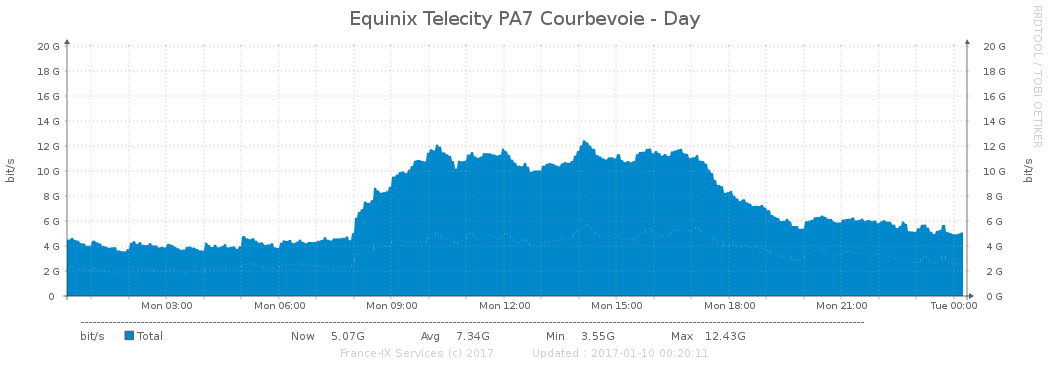 Equinix Telecity PA7 Courbevoie - Day
RRDTOOL / TOBI OETIKER
bit/s
bit/s
20 G 20 G
18 G 18 G
16 G 16 G
14 G 14 G
12 G 12 G
10 G 10 G
8 G 8 G
6 G 6 G
4 G 4 G
2 G 2 G
0 0 G
Mon 03:00 Mon 06:00 Mon 09:00 Mon 12:00 Mon 15:00 Mon 18:00 Mon 21:00 Tue 00:00
bit/s Total Now 5.07G Avg 7.34G Min 3.55G Max 12.43G
France-IX Services (c) 2017 Updated : 2017-01-10 00:20:11